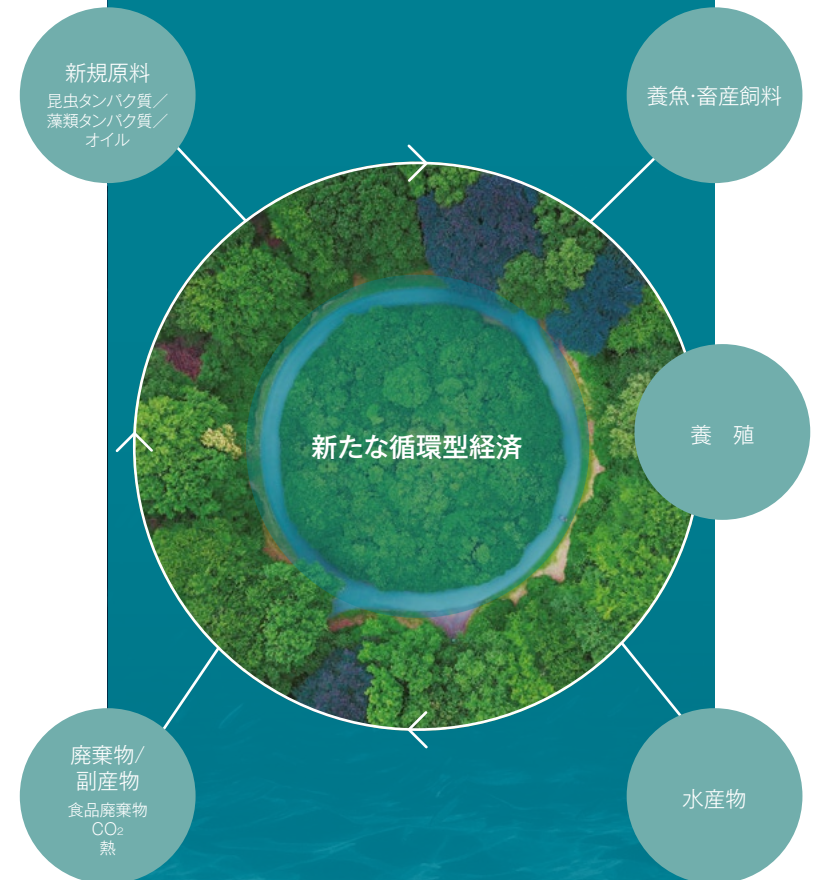 新規原料
昆虫タンパク質／
藻類タンパク質／
オイル
養魚･畜産飼料
新たな循環型経済
養　殖
廃棄物/
副産物
食品廃棄物
CO₂
熱
水産物